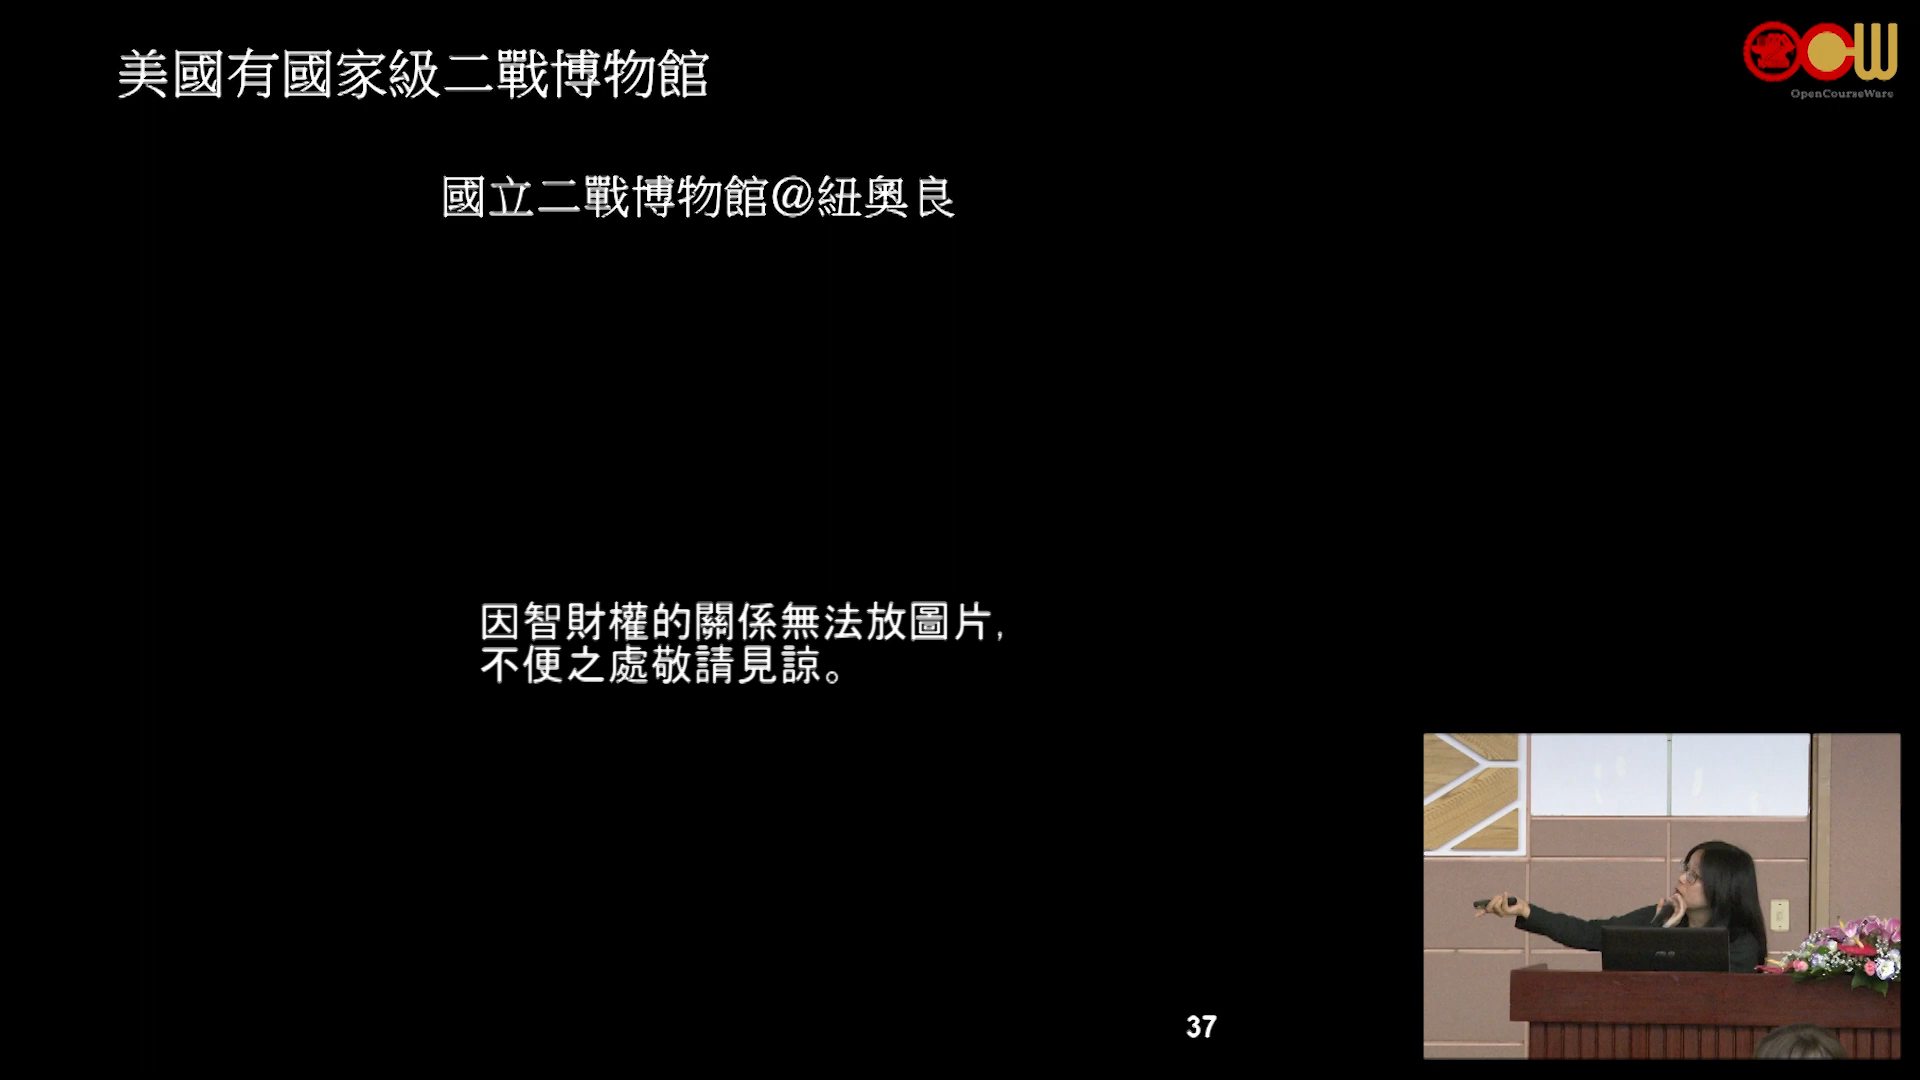 美國有國家級二戰博物館
OpenCourseWare
國立二戰博物館@紐奧良
因智財權的關係無法放圖片,
不便之處敬請見諒。
37